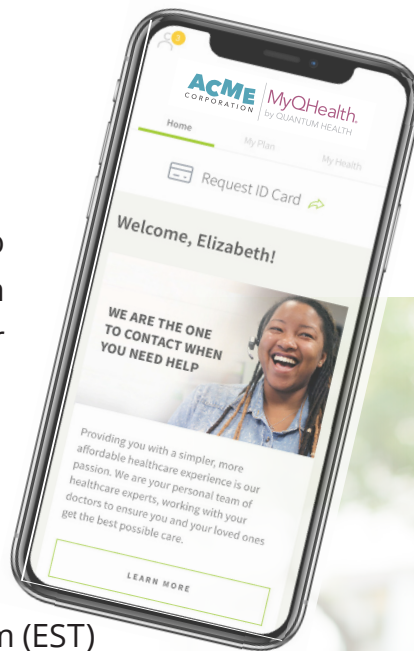 2
ACME
CORPORATION
MyQHealth.
by QUANTUM HEALTH
Home
My Plan
My Health
Request ID Card
Welcome, Elizabeth!
WE ARE THE ONE
TO CONTACT WHEN
YOU NEED HELP
Providing you with a simpler, more
affordable healthcare experience is our
passion. We are your personal team of
healthcare experts, working with your
doctors to ensure you and your loved ones
get the best possible care.
LEARN MORE
(EST)